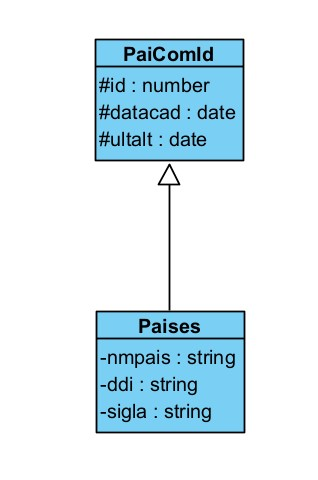 PaiComId
#id : number
#datacad : date
#ultalt : date
Paises
-nmpais : string
-ddi : string
-sigla : string